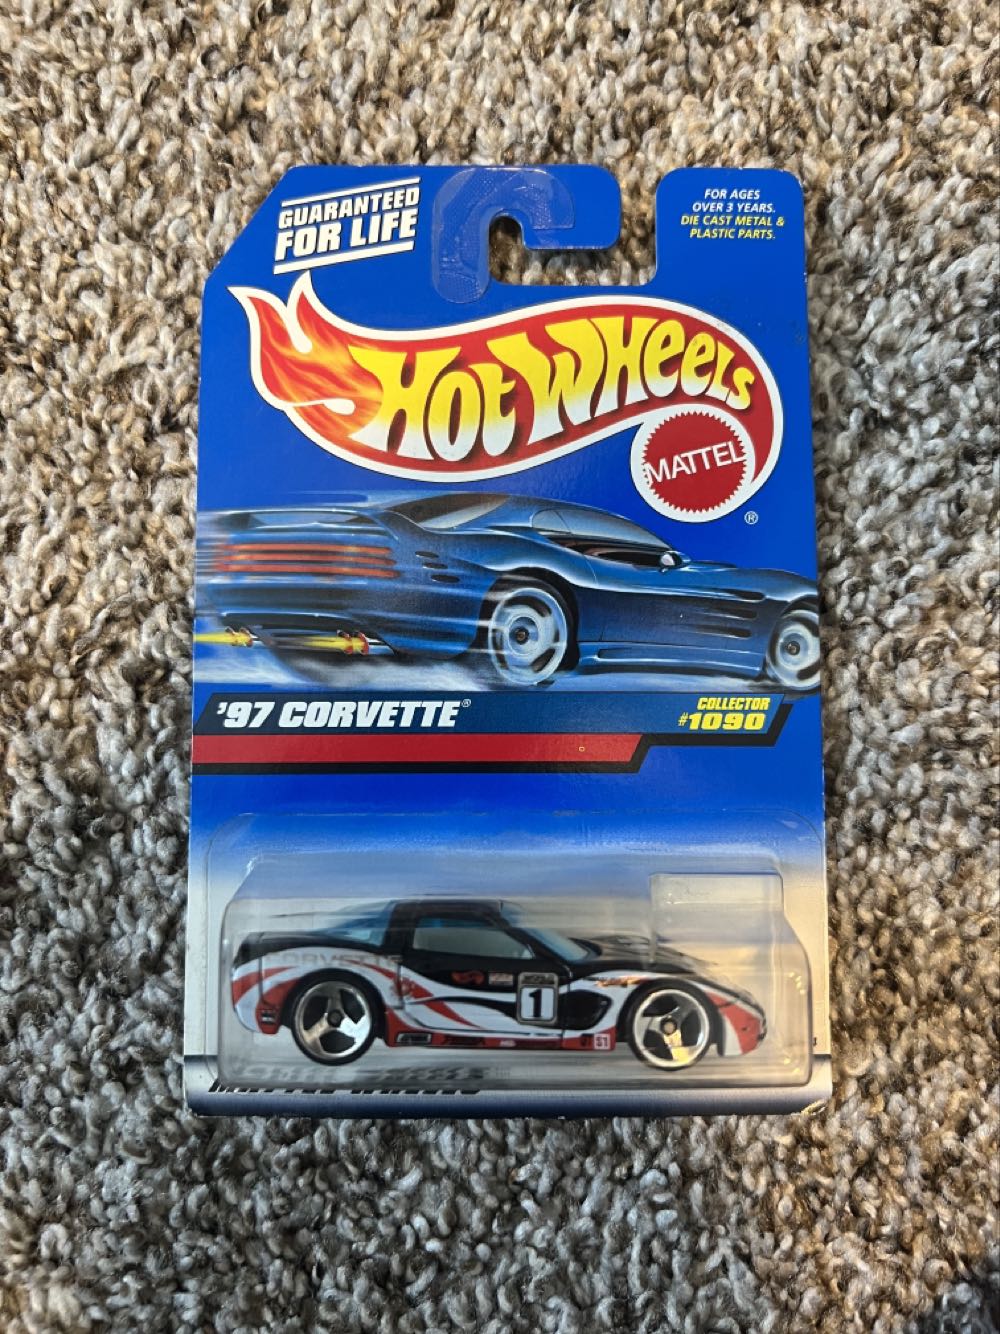 GUARANTEED
FOR LIFE
FOR AGES
OVER 3 YEARS.
DIE CAST METAL &
PLASTIC PARTS.
HOT WHEELS
MATTEL
®
'97 CORVETTE®
COLLECTOR
#1090
CORVETTE
1